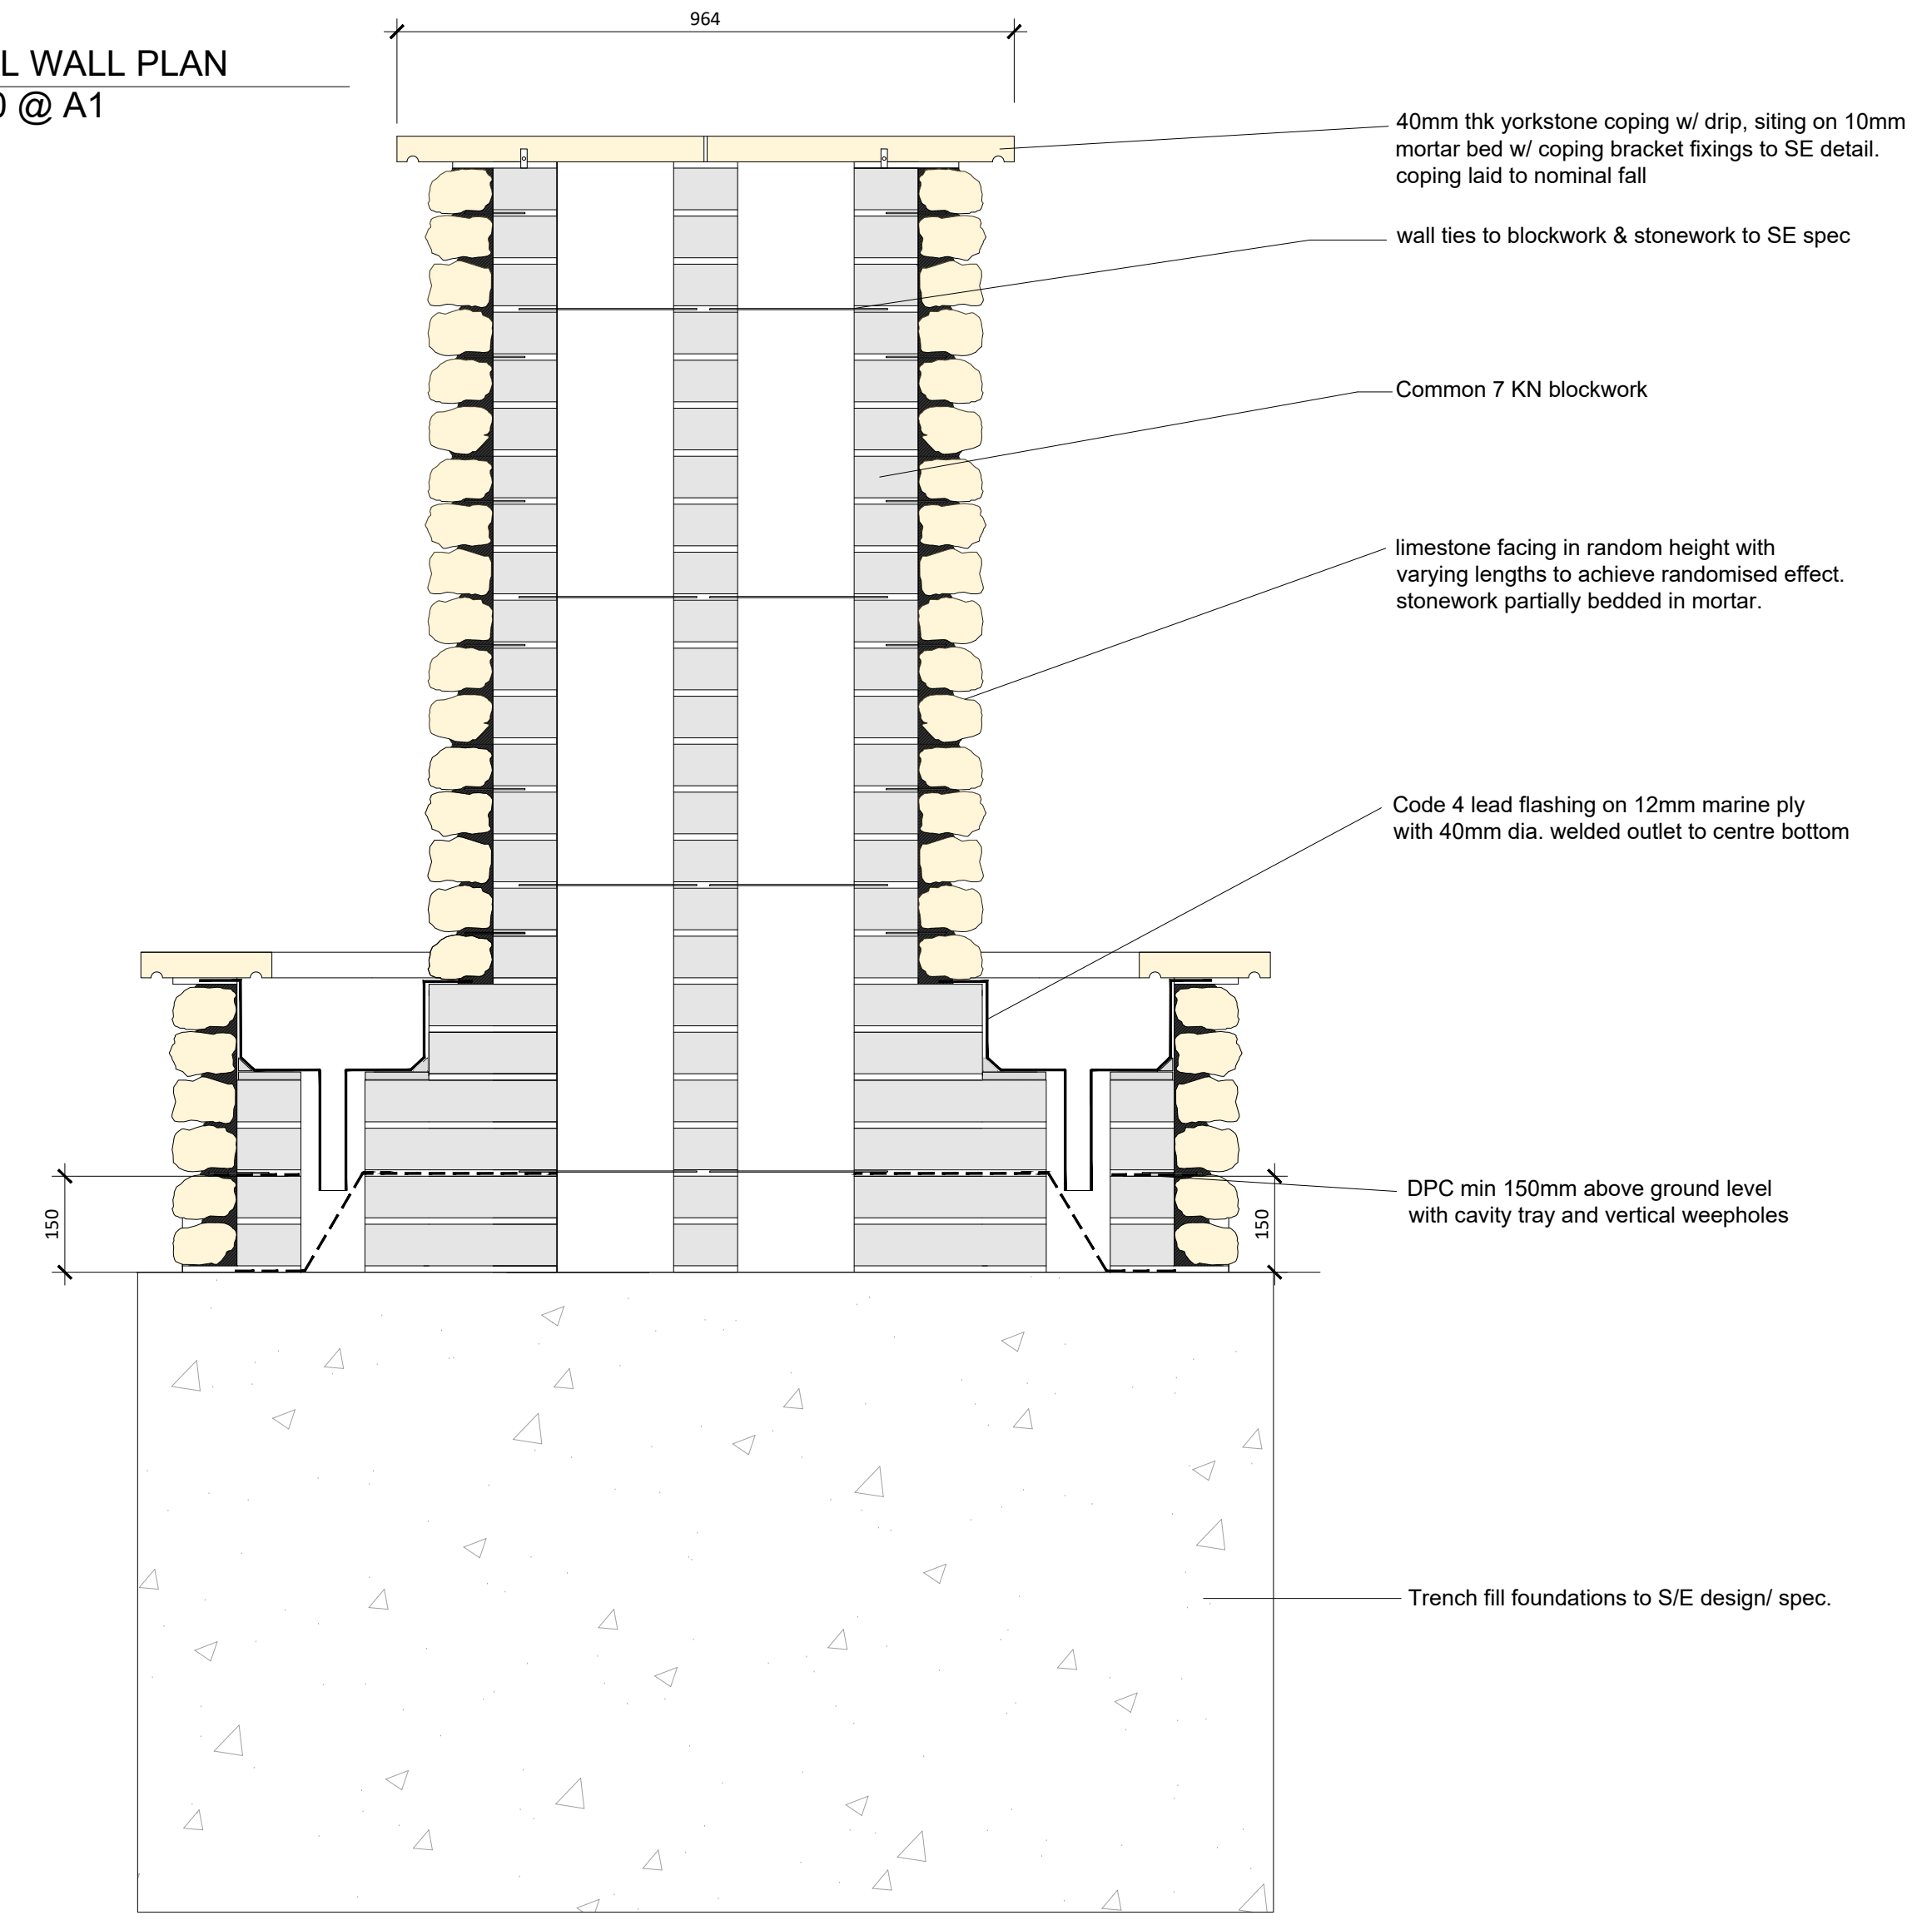 964
L WALL PLAN
0 @ A1
40mm thk yorkstone coping w/ drip, siting on 10mm
mortar bed w/ coping bracket fixings to SE detail.
coping laid to nominal fall
wall ties to blockwork & stonework to SE spec
Common 7 KN blockwork
limestone facing in random height with
varying lengths to achieve randomised effect.
stonework partially bedded in mortar.
Code 4 lead flashing on 12mm marine ply
with 40mm dia. welded outlet to centre bottom
150
150
DPC min 150mm above ground level
with cavity tray and vertical weepholes
Trench fill foundations to S/E design/ spec.